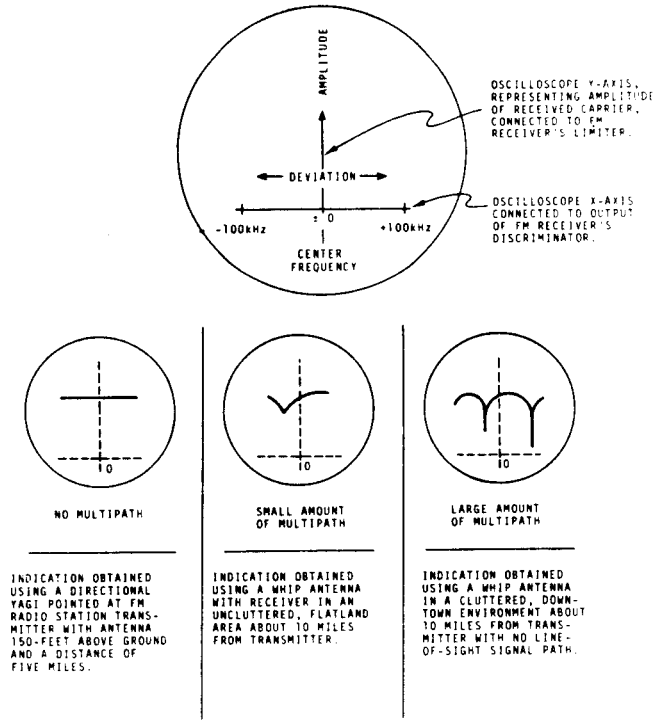 AMPLITUDE
OSCILLOSCOPE Y-AXIS,
REPRESENTING AMPLITUDE
OF RECEIVED CARRIER,
CONNECTED TO FM
RECEIVER'S LIMITER.
DEVIATION
OSCILLOSCOPE X-AXIS
CONNECTED TO OUTPUT
OF FM RECEIVER'S
DISCRIMINATOR.
-100kHz
± 0
+100kHz
CENTER
FREQUENCY
0
0
0
NO MULTIPATH
SMALL AMOUNT
OF MULTIPATH
LARGE AMOUNT
OF MULTIPATH
INDICATION OBTAINED
USING A DIRECTIONAL
YAGI POINTED AT FM
RADIO STATION TRANS-
MITTER WITH ANTENNA
150-FEET ABOVE GROUND
AND A DISTANCE OF
FIVE MILES.
INDICATION OBTAINED
USING A WHIP ANTENNA
WITH RECEIVER IN AN
UNCLUTTERED, FLATLAND
AREA ABOUT 10 MILES
FROM TRANSMITTER.
INDICATION OBTAINED
USING A WHIP ANTENNA
IN A CLUTTERED, DOWN-
TOWN ENVIRONMENT ABOUT
10 MILES FROM TRANS-
MITTER WITH NO LINE-
OF-SIGHT SIGNAL PATH.